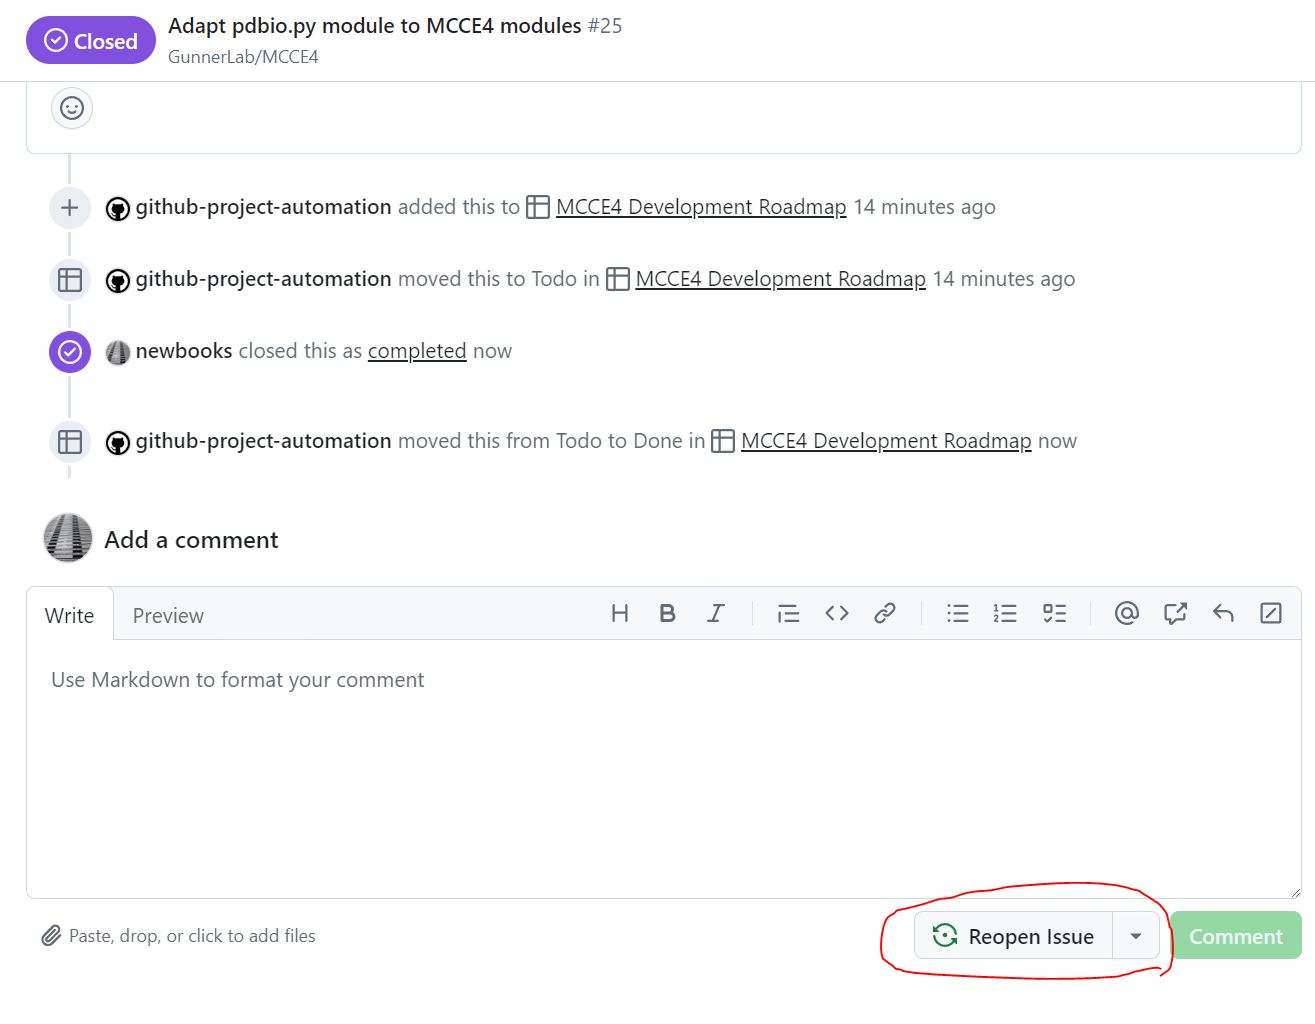 Closed
Adapt pdbio.py module to MCCE4 modules #25
GunnerLab/MCCE4
github-project-automation added this to MCCE4 Development Roadmap 14 minutes ago
github-project-automation moved this to Todo in MCCE4 Development Roadmap 14 minutes ago
newbooks closed this as completed now
github-project-automation moved this from Todo to Done in MCCE4 Development Roadmap now
Add a comment
Write Preview
Use Markdown to format your comment
Paste, drop, or click to add files
Reopen Issue
Comment